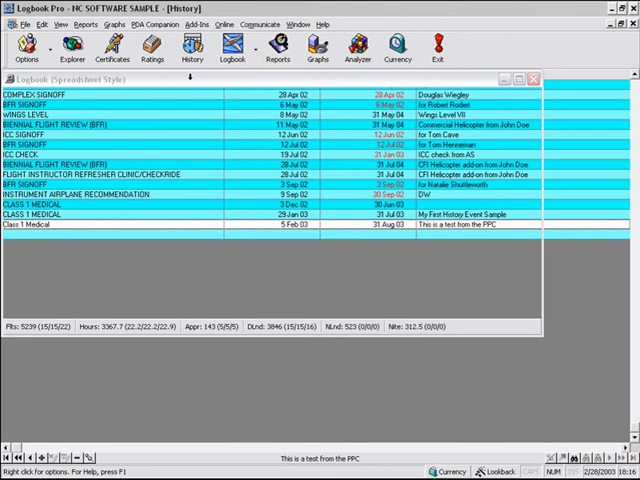 Logbook Pro - NC SOFTWARE SAMPLE - [History]
File Edit View Reports Graphs PDA Companion Add-Ins Online Communicate Window Help
Options Explorer Certificates Ratings History Logbook Reports Graphs Analyzer Currency Exit
Logbook (Spreadsheet Style)
COMPLEX SIGNOFF 28 Apr 02 28 Apr 02 Douglas Wiegley
BFR SIGNOFF 6 May 02 6 May 02 for Robert Rodert
WINGS LEVEL 8 May 02 31 May 04 Wings Level VII
BIENNIAL FLIGHT REVIEW (BFR) 11 May 02 31 May 04 Commercial Helicopter from John Doe
ICC SIGNOFF 12 Jun 02 12 Jun 02 for Tom Cave
BFR SIGNOFF 12 Jul 02 12 Jul 02 for Tom Henneman
ICC CHECK 19 Jul 02 31 Jan 03 ICC check from AS
BIENNIAL FLIGHT REVIEW (BFR) 28 Jul 02 31 Jul 04 CFI Helicopter add-on from John Doe
FLIGHT INSTRUCTOR REFRESHER CLINIC/CHECKRIDE 28 Jul 02 31 Jul 04 CFI Helicopter add-on from John Doe
BFR SIGNOFF 3 Sep 02 3 Sep 02 for Natalie Shuttleworth
INSTRUMENT AIRPLANE RECOMMENDATION 9 Sep 02 30 Sep 02 DW
CLASS 1 MEDICAL 3 Dec 02 30 Jun 03
CLASS 1 MEDICAL 29 Jan 03 31 Jul 03 My First History Event Sample
Class 1 Medical 5 Feb 03 31 Aug 03 This is a test from the PPC
Flts: 5239 (15/15/22) Hours: 3367.7 (22.2/22.2/22.9) Appr: 143 (5/5/5) DLnd: 3846 (15/15/16) NLnd: 523 (0/0/0) Nite: 312.5 (0/0/0)
This is a test from the PPC
Right click for options. For Help, press F1 Currency Lookback CAPS NUM INS 2/28/2003 18:16